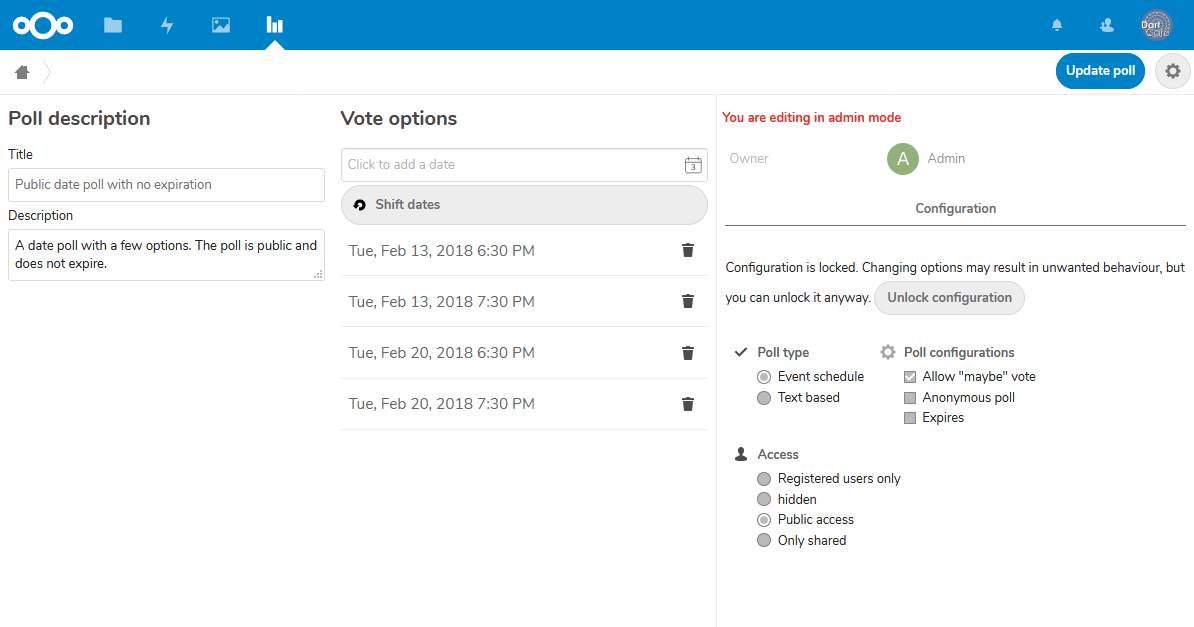 3
Dart
Café
Update poll
Poll description
Title
Public date poll with no expiration
Description
A date poll with a few options. The poll is public and
does not expire.
Vote options
Click to add a date
3
Shift dates
Tue, Feb 13, 2018 6:30 PM
Tue, Feb 13, 2018 7:30 PM
Tue, Feb 20, 2018 6:30 PM
Tue, Feb 20, 2018 7:30 PM
You are editing in admin mode
Owner
A
Admin
Configuration
Configuration is locked. Changing options may result in unwanted behaviour, but
you can unlock it anyway. Unlock configuration
Poll type
Event schedule
Text based
Poll configurations
Allow "maybe" vote
Anonymous poll
Expires
Access
Registered users only
hidden
Public access
Only shared